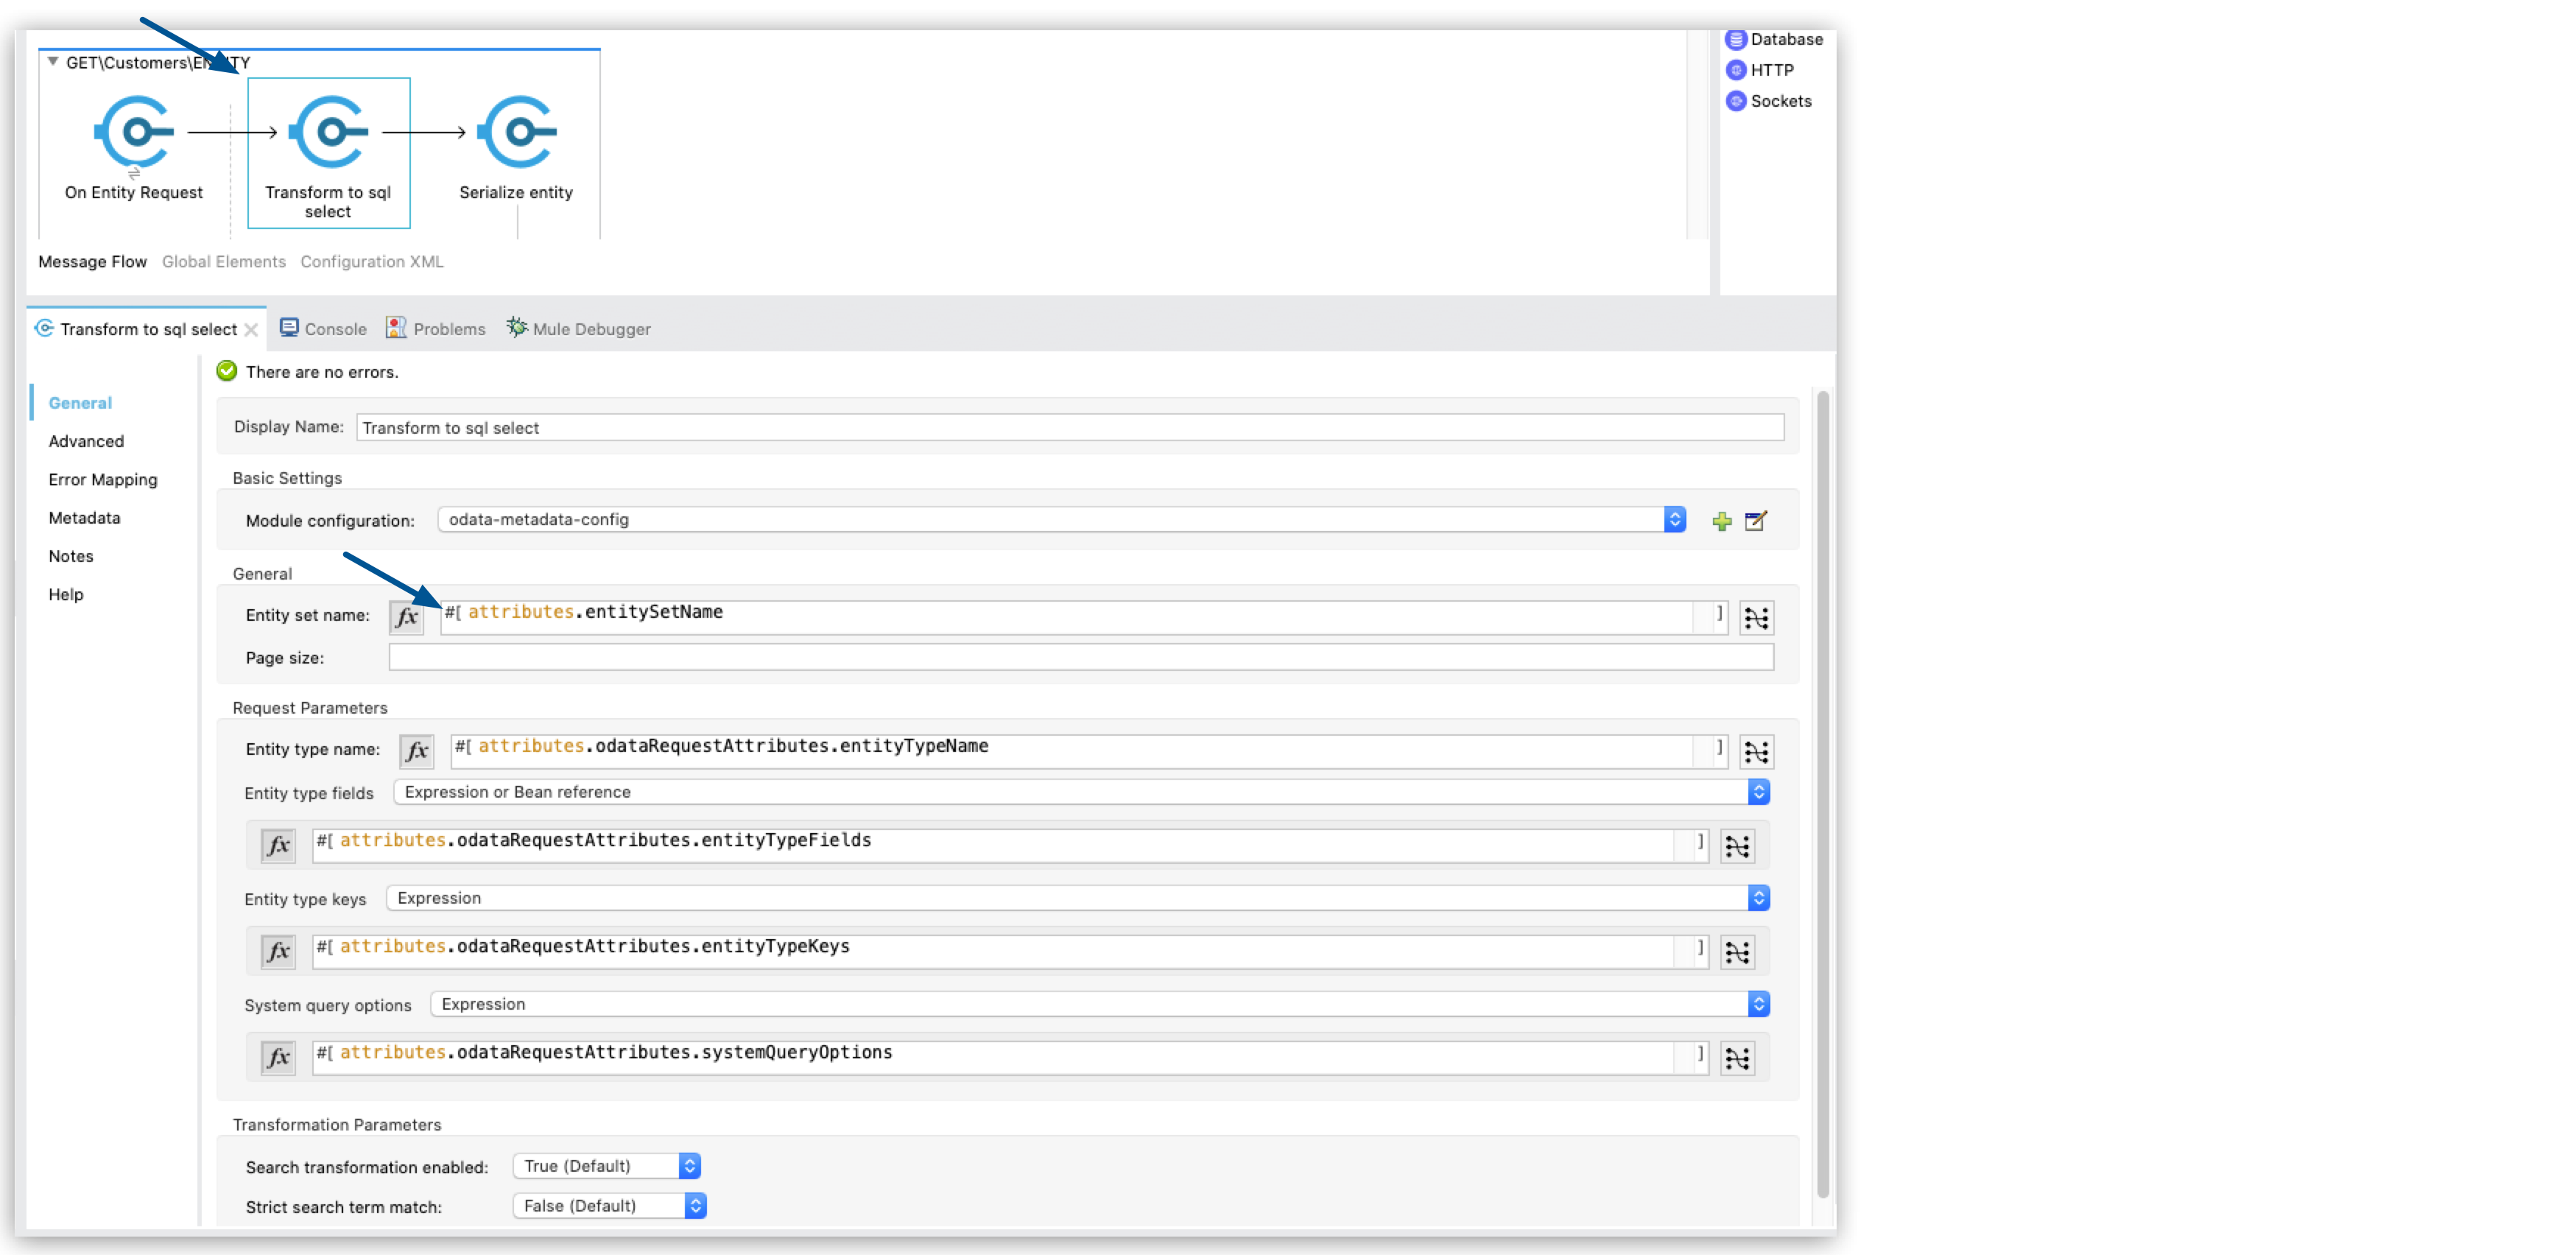 GET\Customers\ENTITY
On Entity Request
Transform to sql
select
Serialize entity
Database
HTTP
Sockets
Message Flow Global Elements Configuration XML
Transform to sql select Console Problems Mule Debugger
There are no errors.
General
Advanced
Error Mapping
Metadata
Notes
Help
Display Name: Transform to sql select
Basic Settings
Module configuration: odata-metadata-config
General
Entity set name: fx #[ attributes.entitySetName ]
Page size:
Request Parameters
Entity type name: fx #[ attributes.odataRequestAttributes.entityTypeName ]
Entity type fields Expression or Bean reference
fx #[ attributes.odataRequestAttributes.entityTypeFields ]
Entity type keys Expression
fx #[ attributes.odataRequestAttributes.entityTypeKeys ]
System query options Expression
fx #[ attributes.odataRequestAttributes.systemQueryOptions ]
Transformation Parameters
Search transformation enabled: True (Default)
Strict search term match: False (Default)